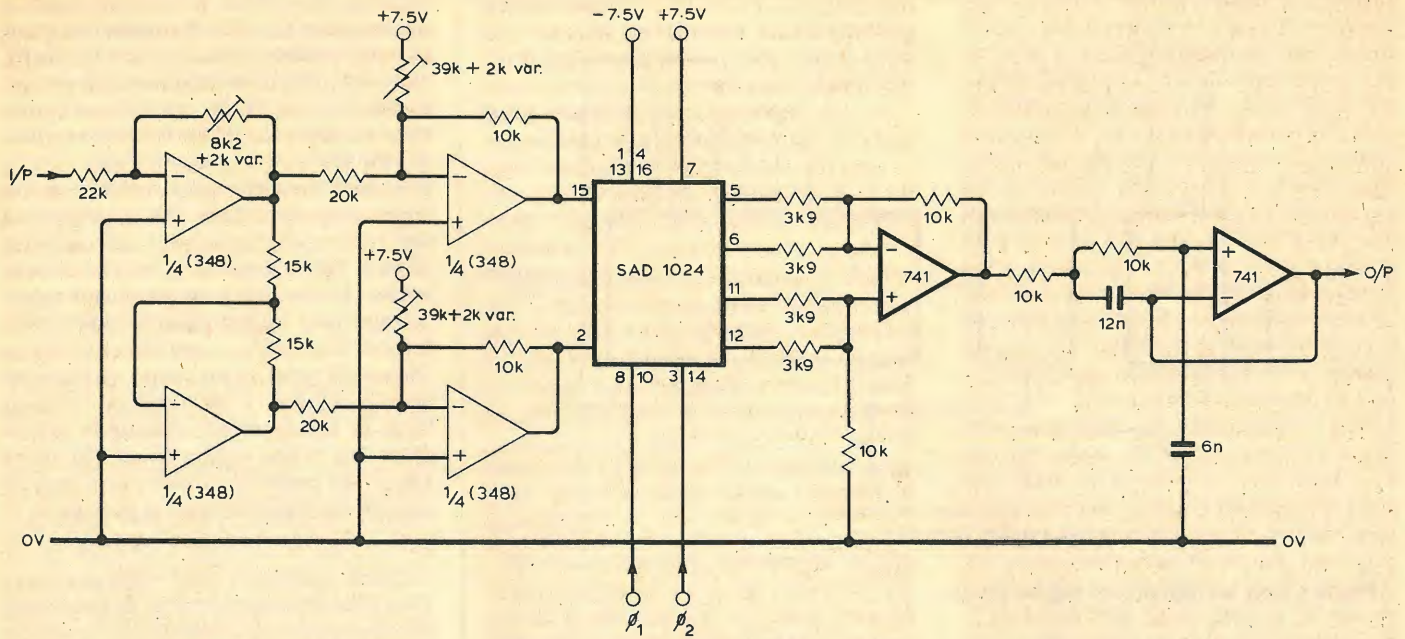 +7.5V
-7.5V +7.5V
39k + 2k var.
8k2
+2k var.
10k
I/P
22k
20k
1 4
13 16
7
15
5
3k9
10k
¼ (348)
¼ (348)
15k
6
3k9
741
10k
741
O/P
+7.5V
SAD 1024
11
3k9
10k
12n
39k+2k var.
15k
10k
2
12
3k9
8 10
3 14
20k
10k
6n
¼ (348)
¼ (348)
OV
OV
ø1
ø2